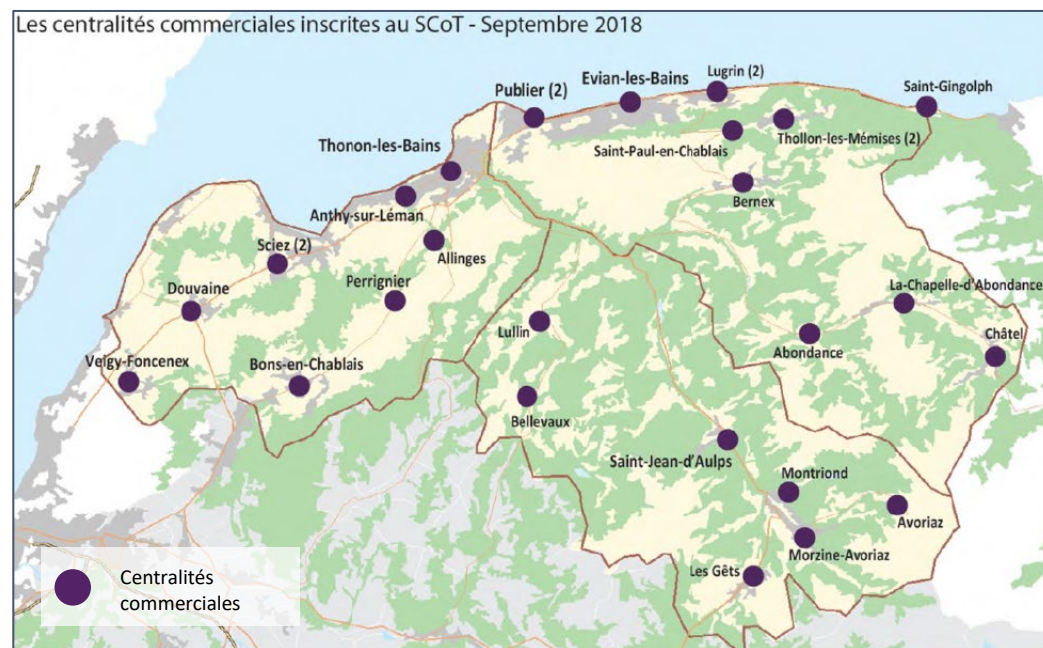 Les centralités commerciales inscrites au SCoT - Septembre 2018
Publier (2)
Evian-les-Bains
Lugrin (2)
Saint-Gingolph
Thonon-les-Bains
Saint-Paul-en-Chablais
Thollon-les-Mémises (2)
Anthy-sur-Léman
Bernex
Sciez (2)
Allinges
Douvaine
Perrignier
La-Chapelle-d'Abondance
Lullin
Abondance
Châtel
Veigy-Foncenex
Bons-en-Chablais
Bellevaux
Saint-Jean-d'Aulps
Montriond
Avoriaz
Morzine-Avoriaz
Les Gêts
Centralités
commerciales